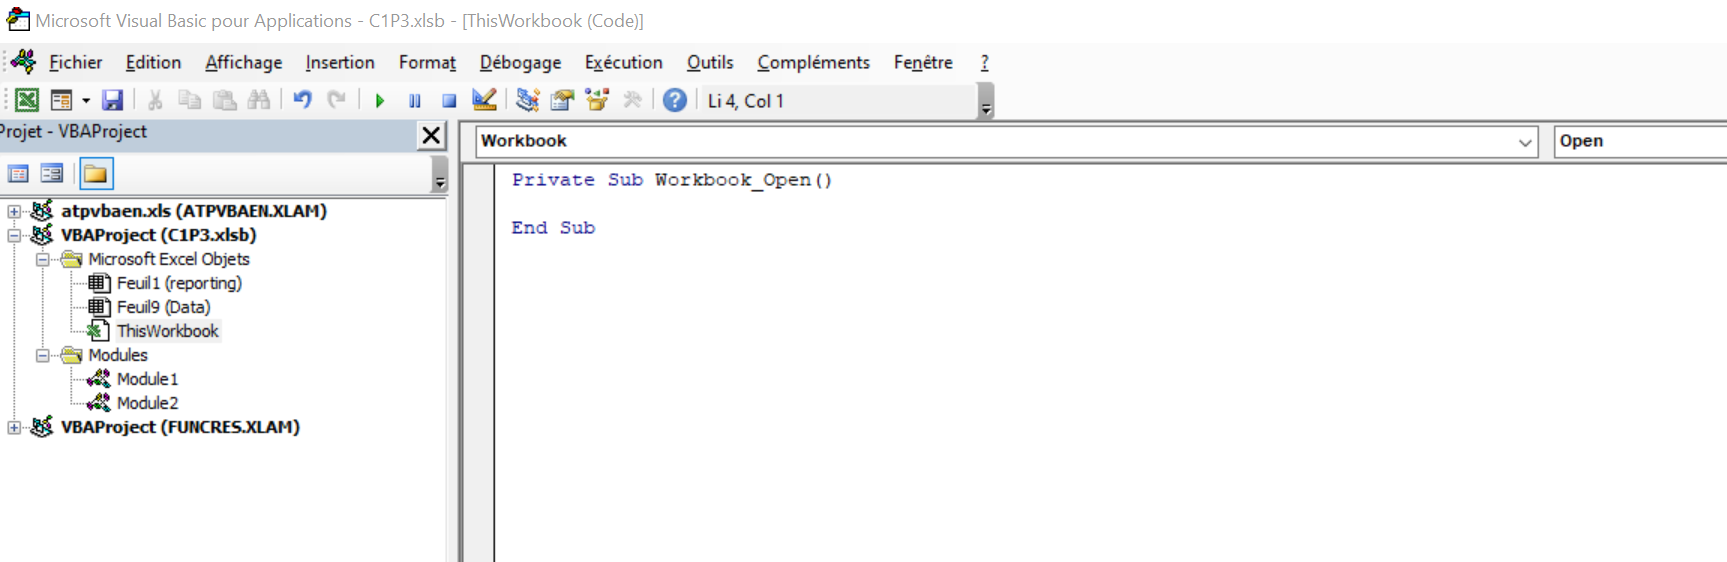 Microsoft Visual Basic pour Applications - C1P3.xlsb - [ThisWorkbook (Code)]
Fichier Edition Affichage Insertion Format Débogage Exécution Outils Compléments Fenêtre ?
Li 4, Col 1
Projet - VBAProject
Workbook Open
Private Sub Workbook_Open()
End Sub
atpvbaen.xls (ATPVBAEN.XLAM)
VBAProject (C1P3.xlsb)
Microsoft Excel Objets
Feuil1 (reporting)
Feuil9 (Data)
ThisWorkbook
Modules
Module1
Module2
VBAProject (FUNCRES.XLAM)